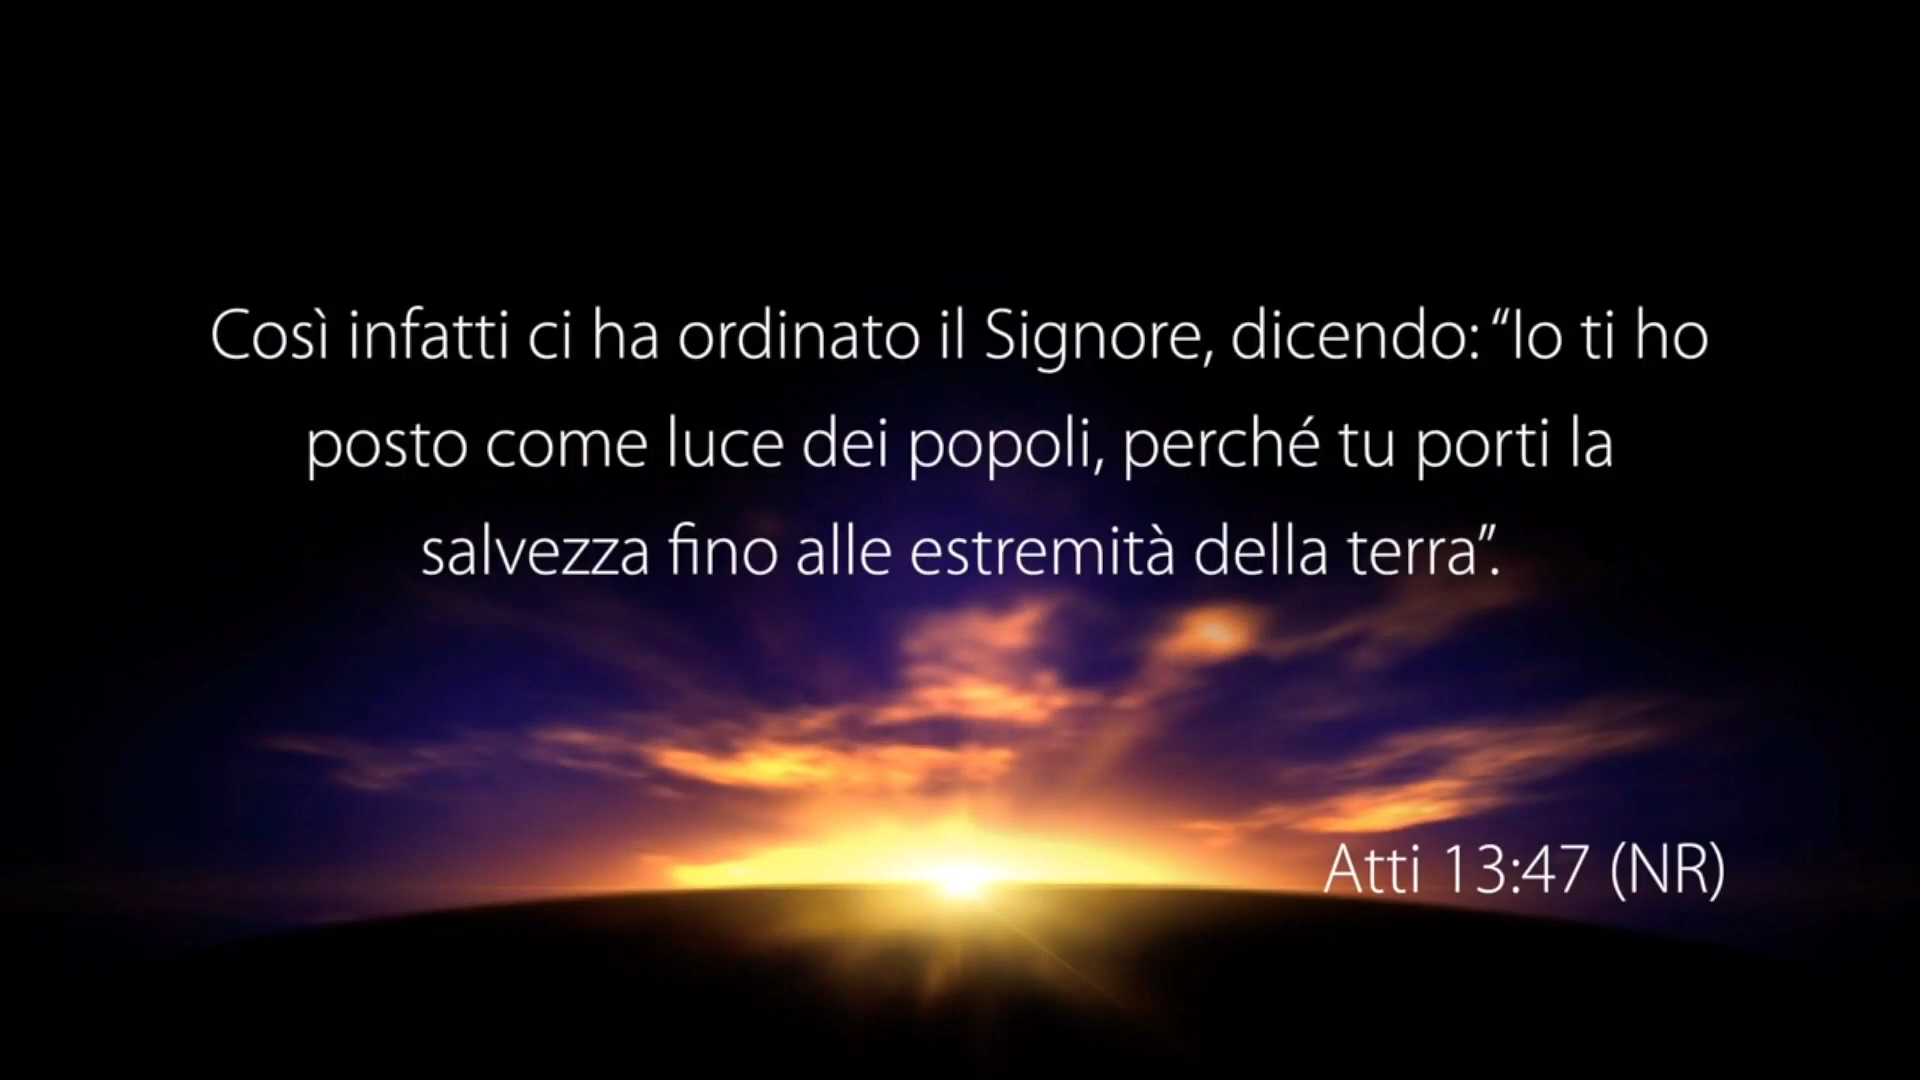 Così infatti ci ha ordinato il Signore, dicendo: “Io ti ho
posto come luce dei popoli, perché tu porti la
salvezza fino alle estremità della terra”.
Atti 13:47 (NR)